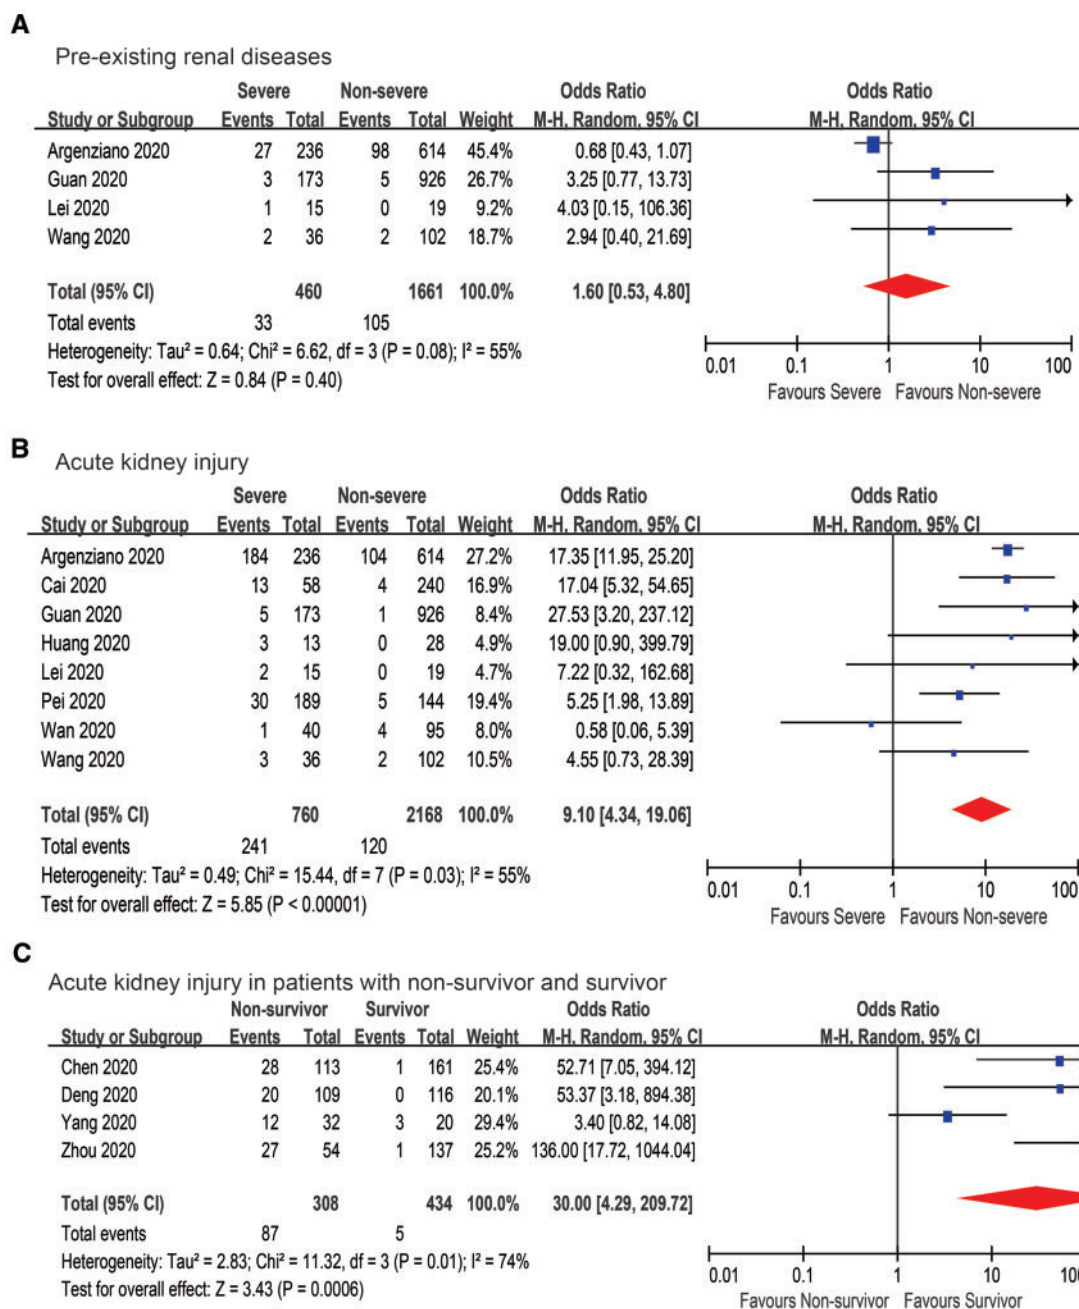 A
Pre-existing renal diseases
Severe Non-severe Odds Ratio Odds Ratio
Study or Subgroup Events Total Events Total Weight M-H, Random, 95% CI M-H, Random, 95% CI
Argenziano 2020 27 236 98 614 45.4% 0.68 [0.43, 1.07]
Guan 2020 3 173 5 926 26.7% 3.25 [0.77, 13.73]
Lei 2020 1 15 0 19 9.2% 4.03 [0.15, 106.36]
Wang 2020 2 36 2 102 18.7% 2.94 [0.40, 21.69]
Total (95% CI) 460 1661 100.0% 1.60 [0.53, 4.80]
Total events 33 105
Heterogeneity: Tau² = 0.64; Chi² = 6.62, df = 3 (P = 0.08); I² = 55%
Test for overall effect: Z = 0.84 (P = 0.40)
0.01 0.1 1 10 100
Favours Severe Favours Non-severe
B
Acute kidney injury
Severe Non-severe Odds Ratio Odds Ratio
Study or Subgroup Events Total Events Total Weight M-H, Random, 95% CI M-H, Random, 95% CI
Argenziano 2020 184 236 104 614 27.2% 17.35 [11.95, 25.20]
Cai 2020 13 58 4 240 16.9% 17.04 [5.32, 54.65]
Guan 2020 5 173 1 926 8.4% 27.53 [3.20, 237.12]
Huang 2020 3 13 0 28 4.9% 19.00 [0.90, 399.79]
Lei 2020 2 15 0 19 4.7% 7.22 [0.32, 162.68]
Pei 2020 30 189 5 144 19.4% 5.25 [1.98, 13.89]
Wan 2020 1 40 4 95 8.0% 0.58 [0.06, 5.39]
Wang 2020 3 36 2 102 10.5% 4.55 [0.73, 28.39]
Total (95% CI) 760 2168 100.0% 9.10 [4.34, 19.06]
Total events 241 120
Heterogeneity: Tau² = 0.49; Chi² = 15.44, df = 7 (P = 0.03); I² = 55%
Test for overall effect: Z = 5.85 (P < 0.00001)
0.01 0.1 1 10 100
Favours Severe Favours Non-severe
C
Acute kidney injury in patients with non-survivor and survivor
Non-survivor Survivor Odds Ratio Odds Ratio
Study or Subgroup Events Total Events Total Weight M-H, Random, 95% CI M-H, Random, 95% CI
Chen 2020 28 113 1 161 25.4% 52.71 [7.05, 394.12]
Deng 2020 20 109 0 116 20.1% 53.37 [3.18, 894.38]
Yang 2020 12 32 3 20 29.4% 3.40 [0.82, 14.08]
Zhou 2020 27 54 1 137 25.2% 136.00 [17.72, 1044.04]
Total (95% CI) 308 434 100.0% 30.00 [4.29, 209.72]
Total events 87 5
Heterogeneity: Tau² = 2.83; Chi² = 11.32, df = 3 (P = 0.01); I² = 74%
Test for overall effect: Z = 3.43 (P = 0.0006)
0.01 0.1 1 10 100
Favours Non-survivor Favours Survivor